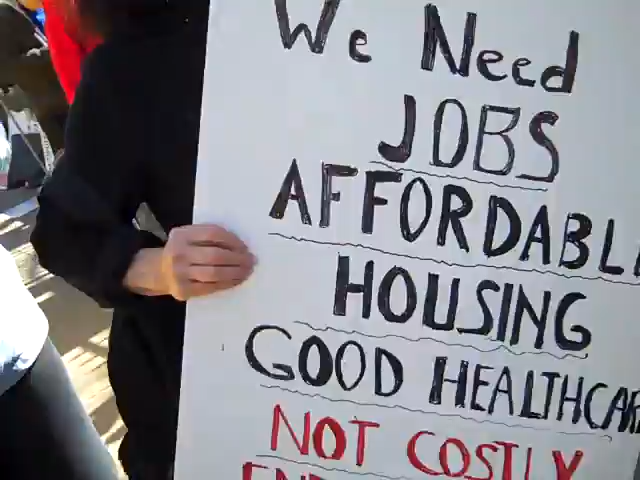 We Need
JOBS
AFFORDABL
HOUSING
GOOD HEALTHCAR
NOT COSTLY